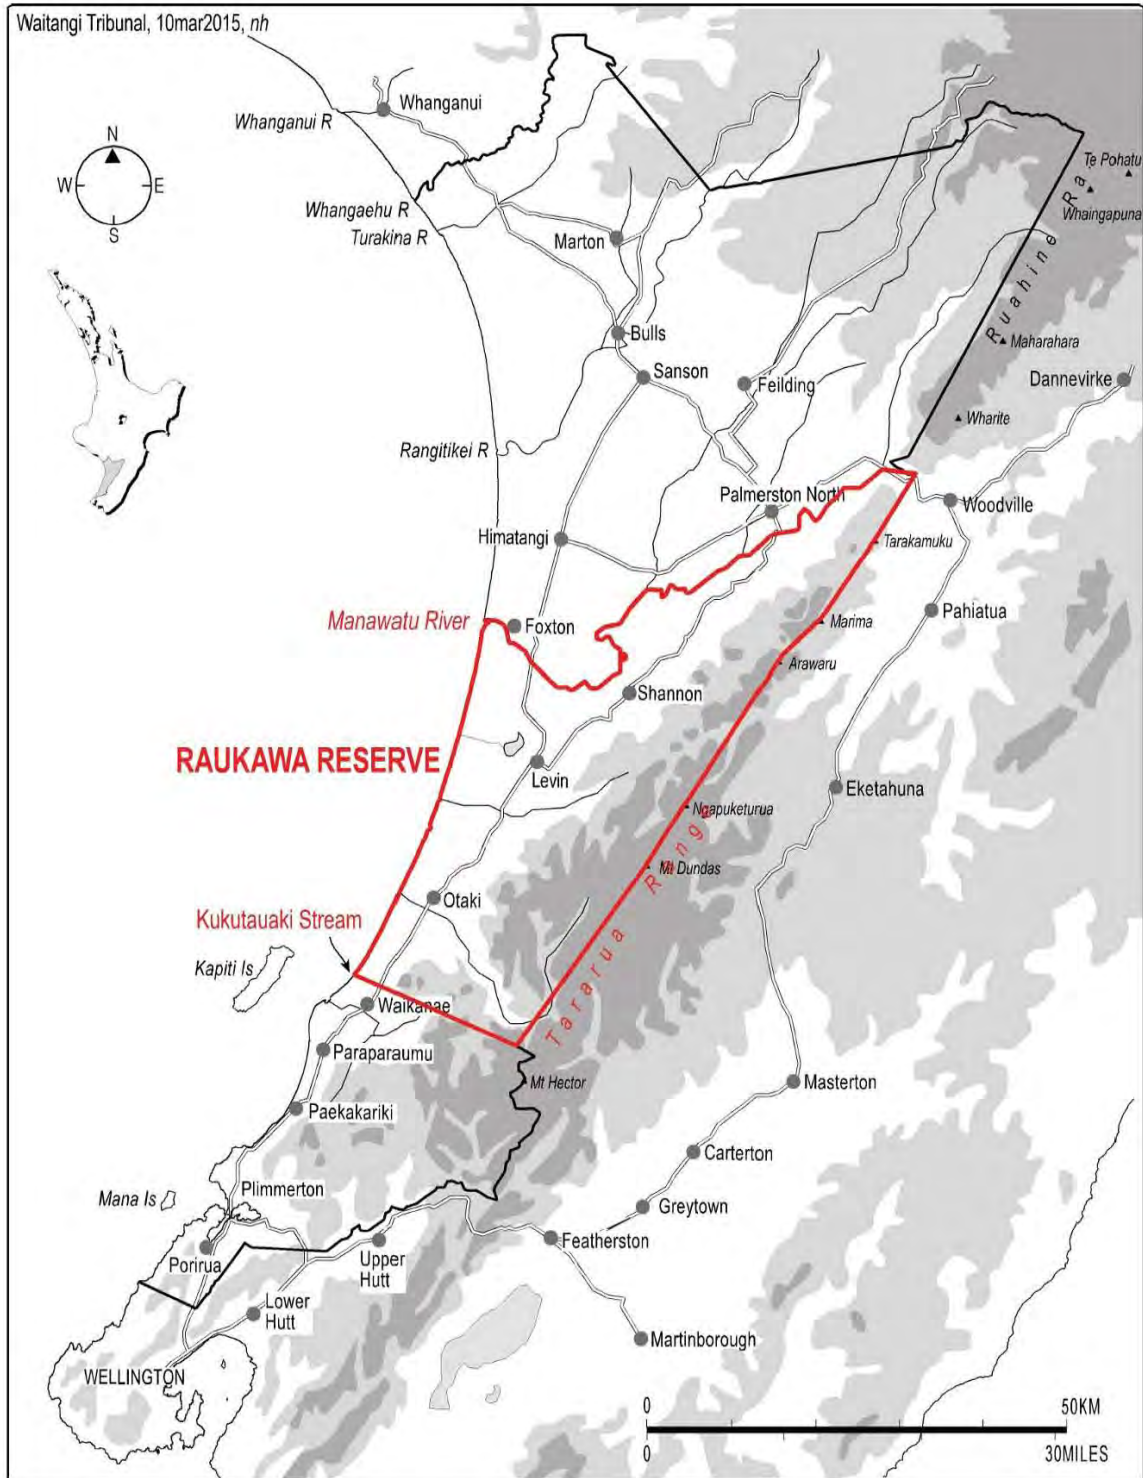 Waitangi Tribunal, 10mar2015, nh
Whanganui
Whanganui R
N
W
E
S
Te Pohatu
Whaingapuna
Whangaehu R
Turakina R
Marton
Ruahine Ra.
Bulls
Maharahara
Sanson
Feilding
Dannevirke
Wharite
Rangitikei R
Palmerston North
Woodville
Himatangi
Tarakamuku
Manawatu River
Foxton
Pahiatua
Marima
Arawaru
Shannon
RAUKAWA RESERVE
Levin
Eketahuna
Ngapuketurua
Mt Dundas
Tararua Range
Otaki
Kukutauaki Stream
Kapiti Is
Waikanae
Paraparaumu
Mt Hector
Masterton
Paekakariki
Carterton
Plimmerton
Mana Is
Greytown
Featherston
Porirua
Upper
Hutt
Lower
Hutt
Martinborough
WELLINGTON
0
50KM
0
30MILES